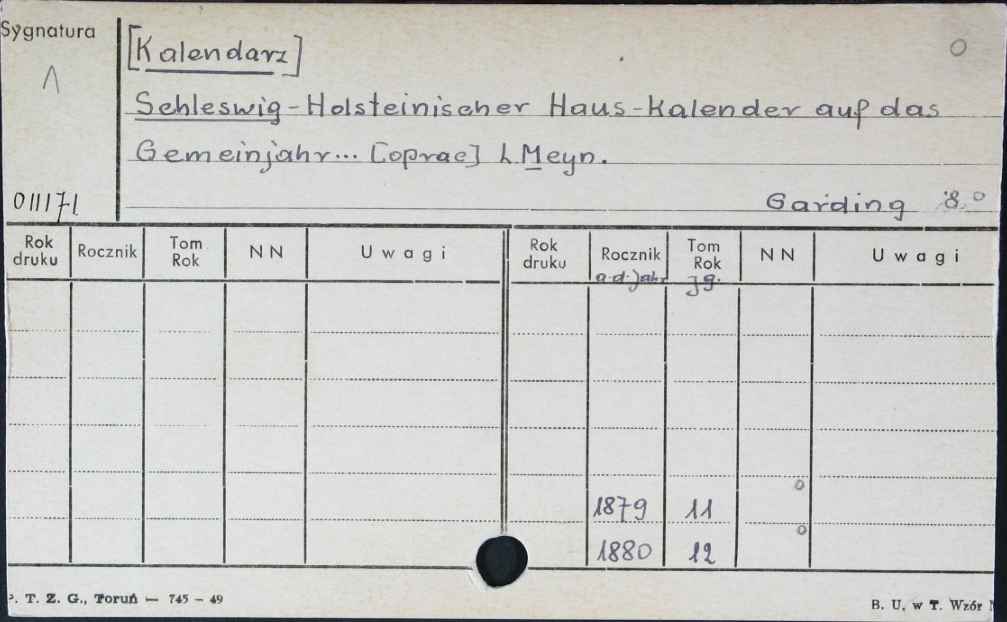 Sygnatura
[Kalendarz]
Schleswig-Holsteinischer Haus-Kalender auf das
Gemeinjahr... [oprac] L Meyn.
011171
Garding 8°
Rok druku Rocznik Tom Rok NN Uwagi Rok druku Rocznik Tom Rok NN Uwagi
a.d.Jahr Jg.
1879 11
1880 12
P. T. Z. G., Toruń — 745 – 49
B. U. w T. Wzór